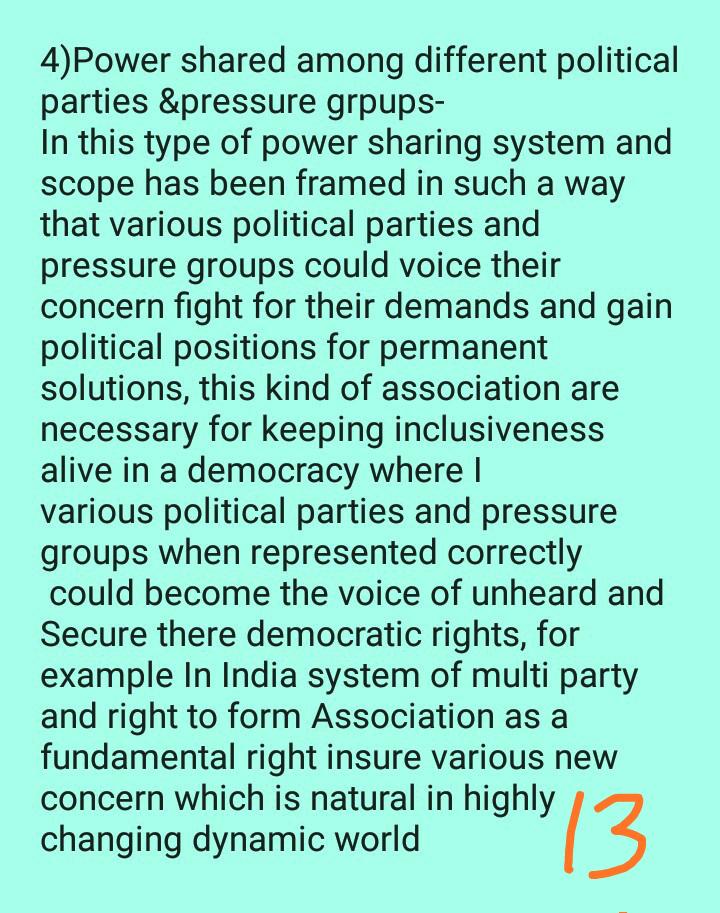 4)Power shared among different political
parties &pressure grpups-
In this type of power sharing system and
scope has been framed in such a way
that various political parties and
pressure groups could voice their
concern fight for their demands and gain
political positions for permanent
solutions, this kind of association are
necessary for keeping inclusiveness
alive in a democracy where I
various political parties and pressure
groups when represented correctly
could become the voice of unheard and
Secure there democratic rights, for
example In India system of multi party
and right to form Association as a
fundamental right insure various new
concern which is natural in highly
changing dynamic world
13